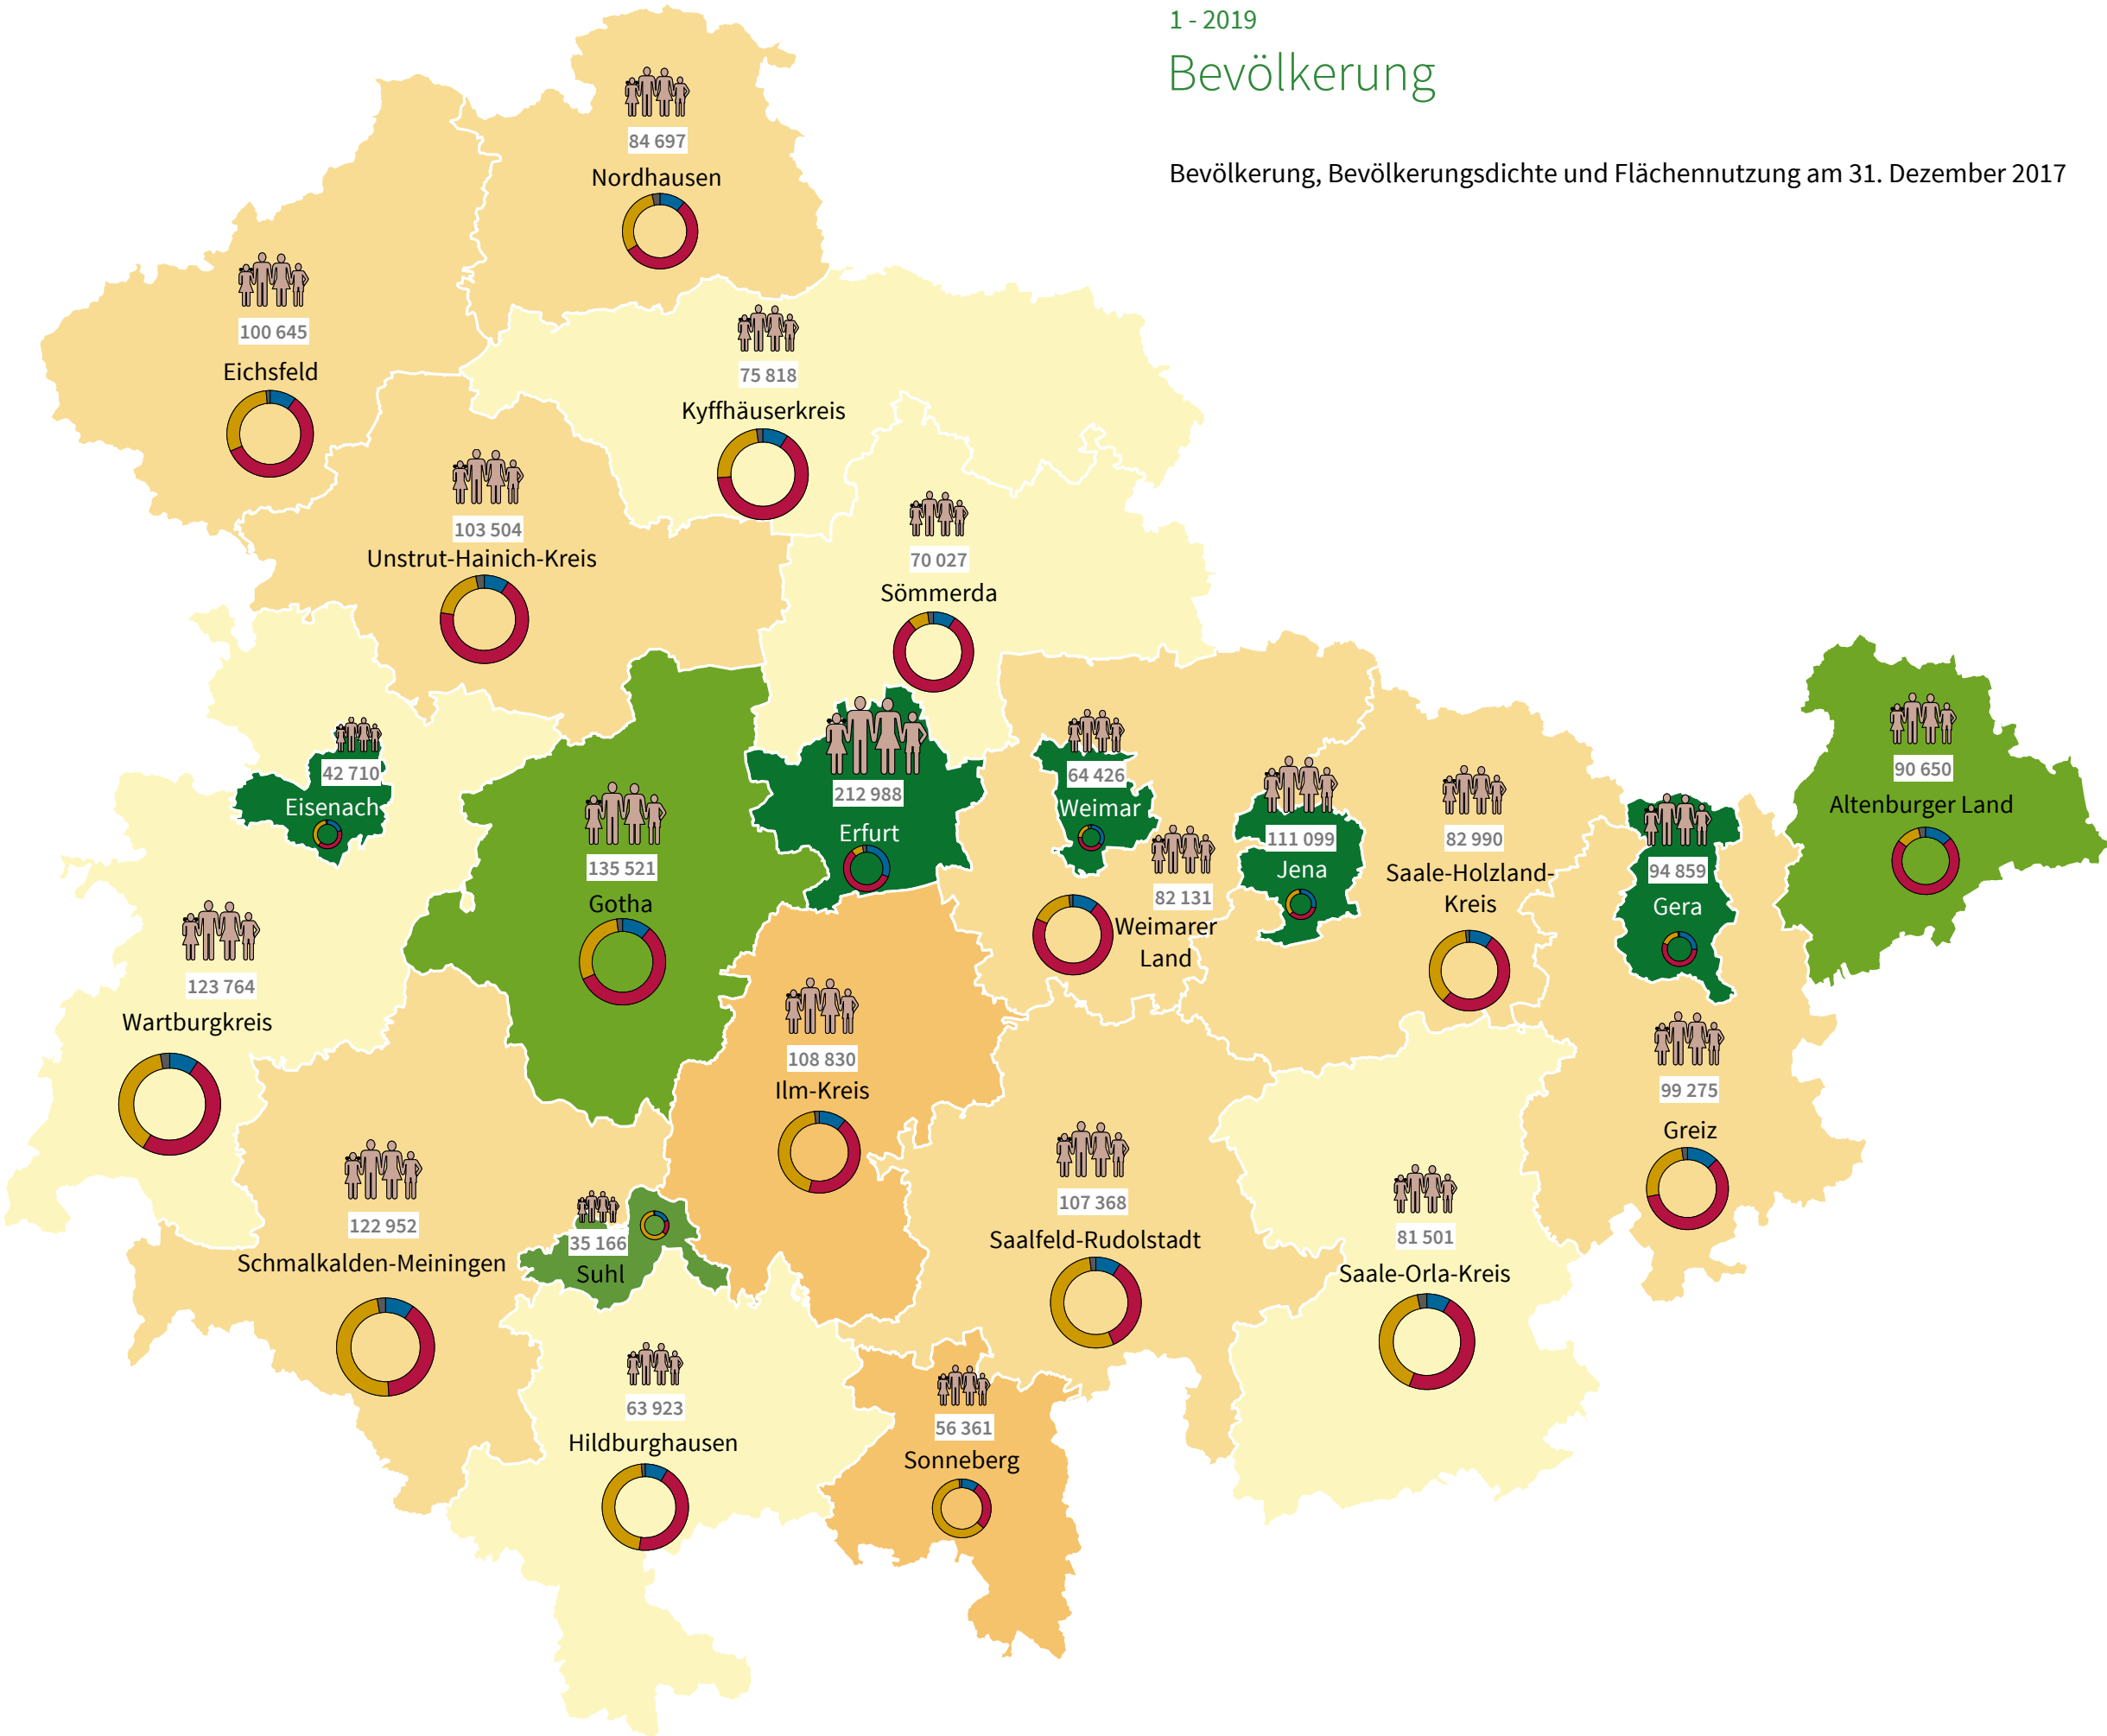 1 - 2019
Bevölkerung
Bevölkerung, Bevölkerungsdichte und Flächennutzung am 31. Dezember 2017
84 697
Nordhausen
100 645
Eichsfeld
75 818
Kyffhäuserkreis
103 504
Unstrut-Hainich-Kreis
70 027
Sömmerda
42 710
Eisenach
135 521
Gotha
212 988
Erfurt
64 426
Weimar
82 131
Weimarer
Land
111 099
Jena
82 990
Saale-Holzland-
Kreis
94 859
Gera
90 650
Altenburger Land
123 764
Wartburgkreis
108 830
Ilm-Kreis
99 275
Greiz
122 952
Schmalkalden-Meiningen
35 166
Suhl
107 368
Saalfeld-Rudolstadt
81 501
Saale-Orla-Kreis
63 923
Hildburghausen
56 361
Sonneberg